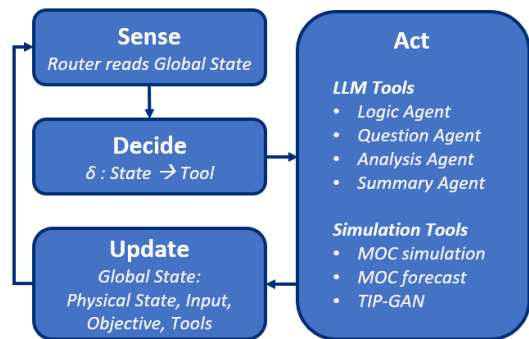 Sense
Router reads Global State
Decide
δ : State → Tool
Update
Global State:
Physical State, Input,
Objective, Tools
Act
LLM Tools
• Logic Agent
• Question Agent
• Analysis Agent
• Summary Agent
Simulation Tools
• MOC simulation
• MOC forecast
• TIP-GAN